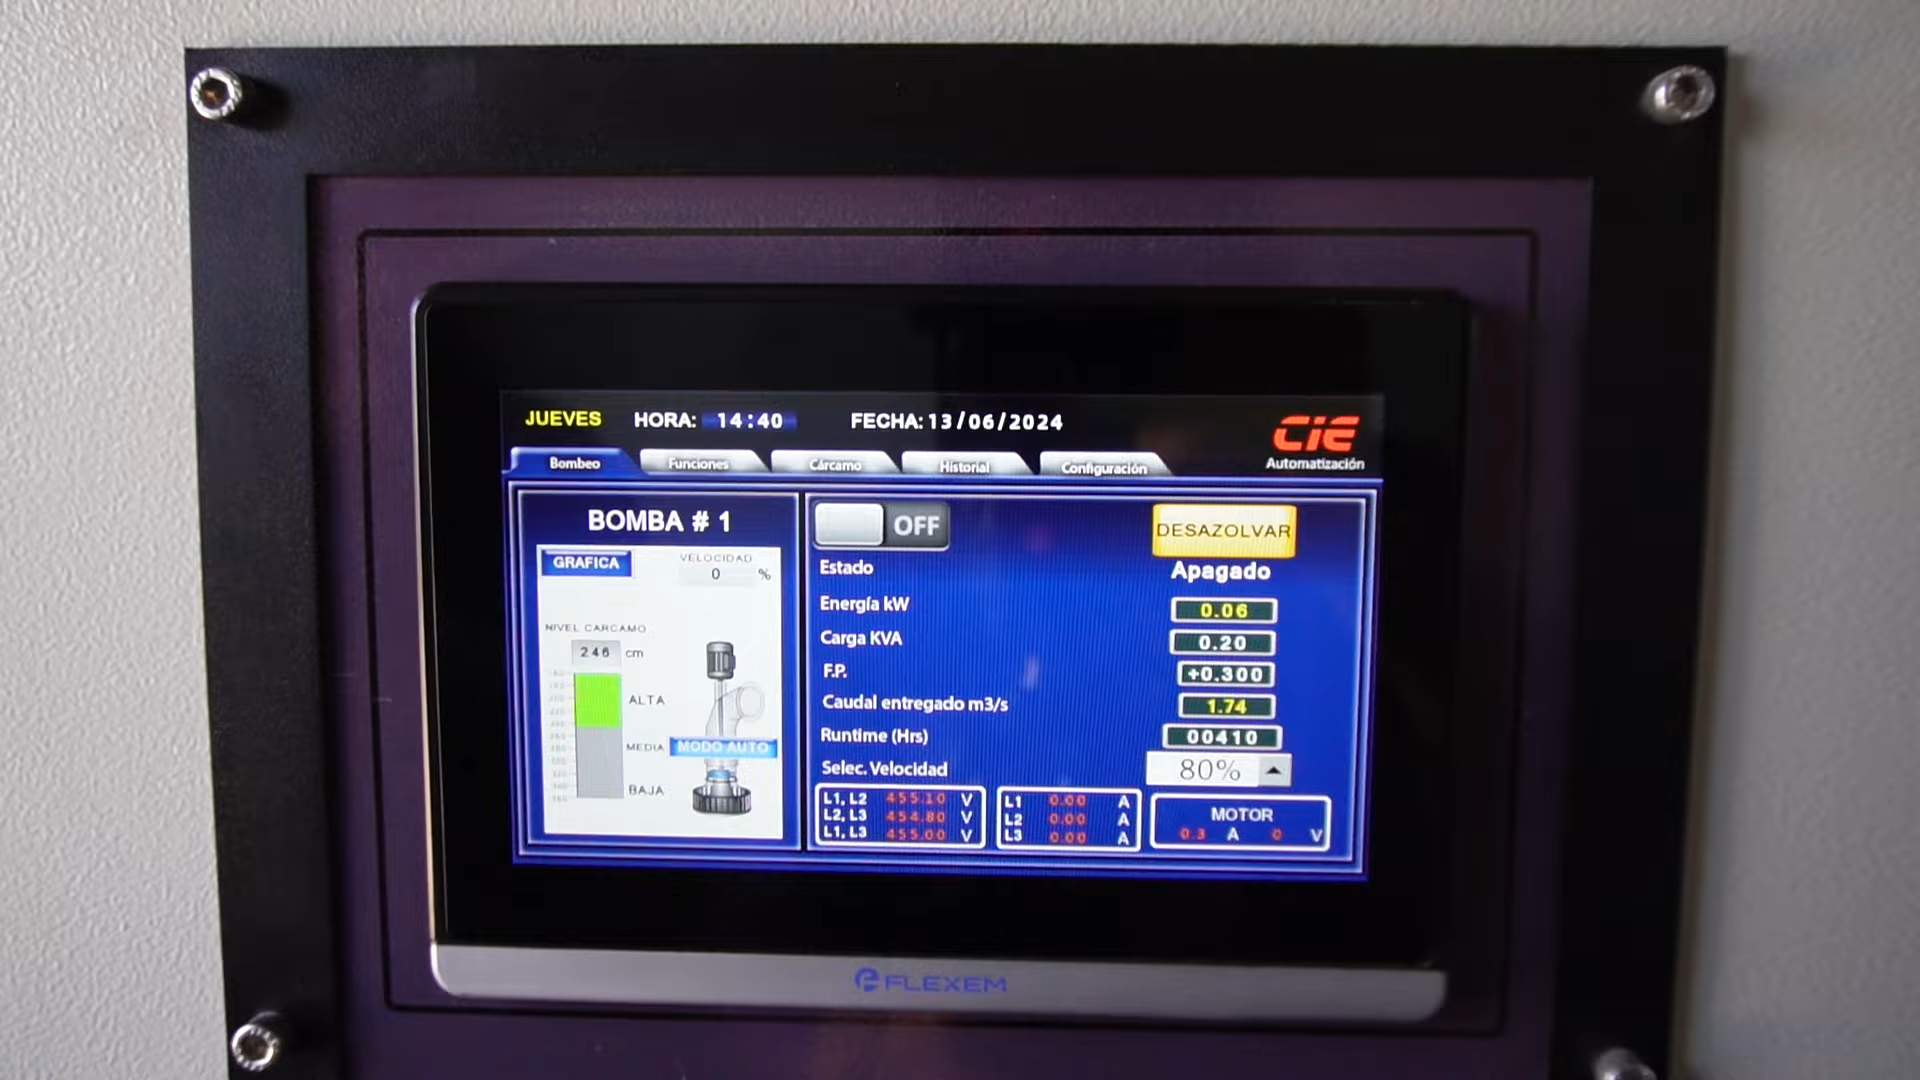 JUEVES HORA: 14:40 FECHA: 13/06/2024
CiE
Automatización
Bombeo Funciones Cárcamo Historial Configuración
BOMBA # 1
GRAFICA
VELOCIDAD
0 %
NIVEL CARCAMO
246 cm
ALTA
MEDIA
MODO AUTO
BAJA
OFF
DESAZOLVAR
Estado Apagado
Energía kW 0.06
Carga KVA 0.20
F.P. +0.300
Caudal entregado m3/s 1.74
Runtime (Hrs) 00410
Selec. Velocidad 80%
L1, L2 455.10 V
L2, L3 454.80 V
L1, L3 455.00 V
L1 0.00 A
L2 0.00 A
L3 0.00 A
MOTOR
0.3 A 0 V
FLEXEM